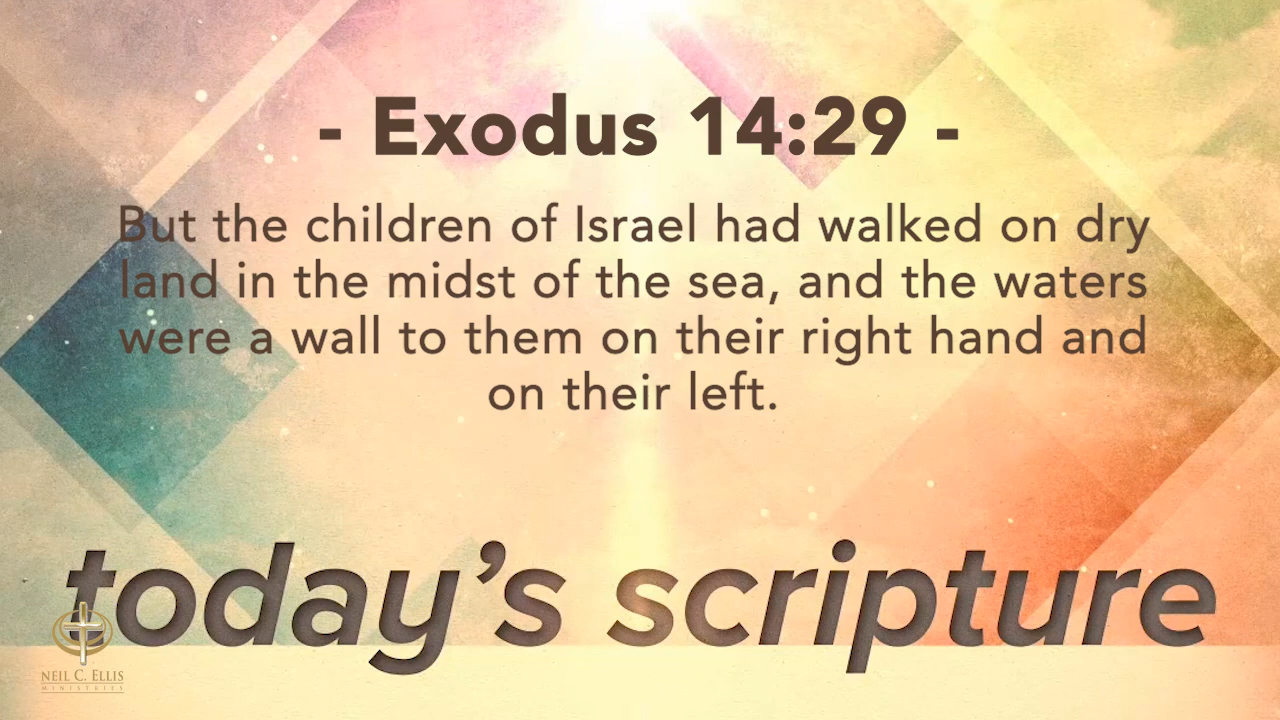 - Exodus 14:29 -
But the children of Israel had walked on dry
land in the midst of the sea, and the waters
were a wall to them on their right hand and
on their left.
today’s scripture
NEIL C. ELLIS
MINISTRIES